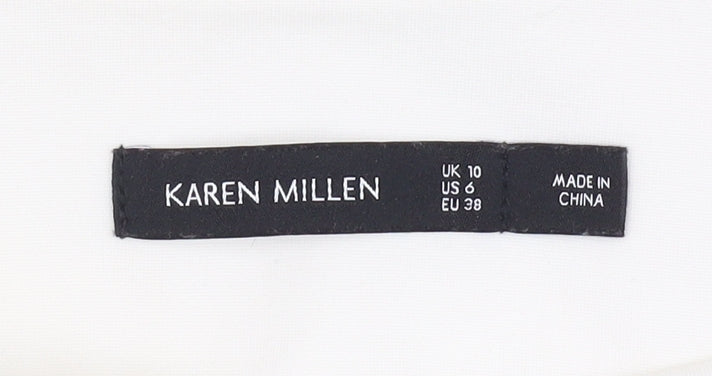 KAREN MILLEN
UK 10
US 6
EU 38
MADE IN
CHINA